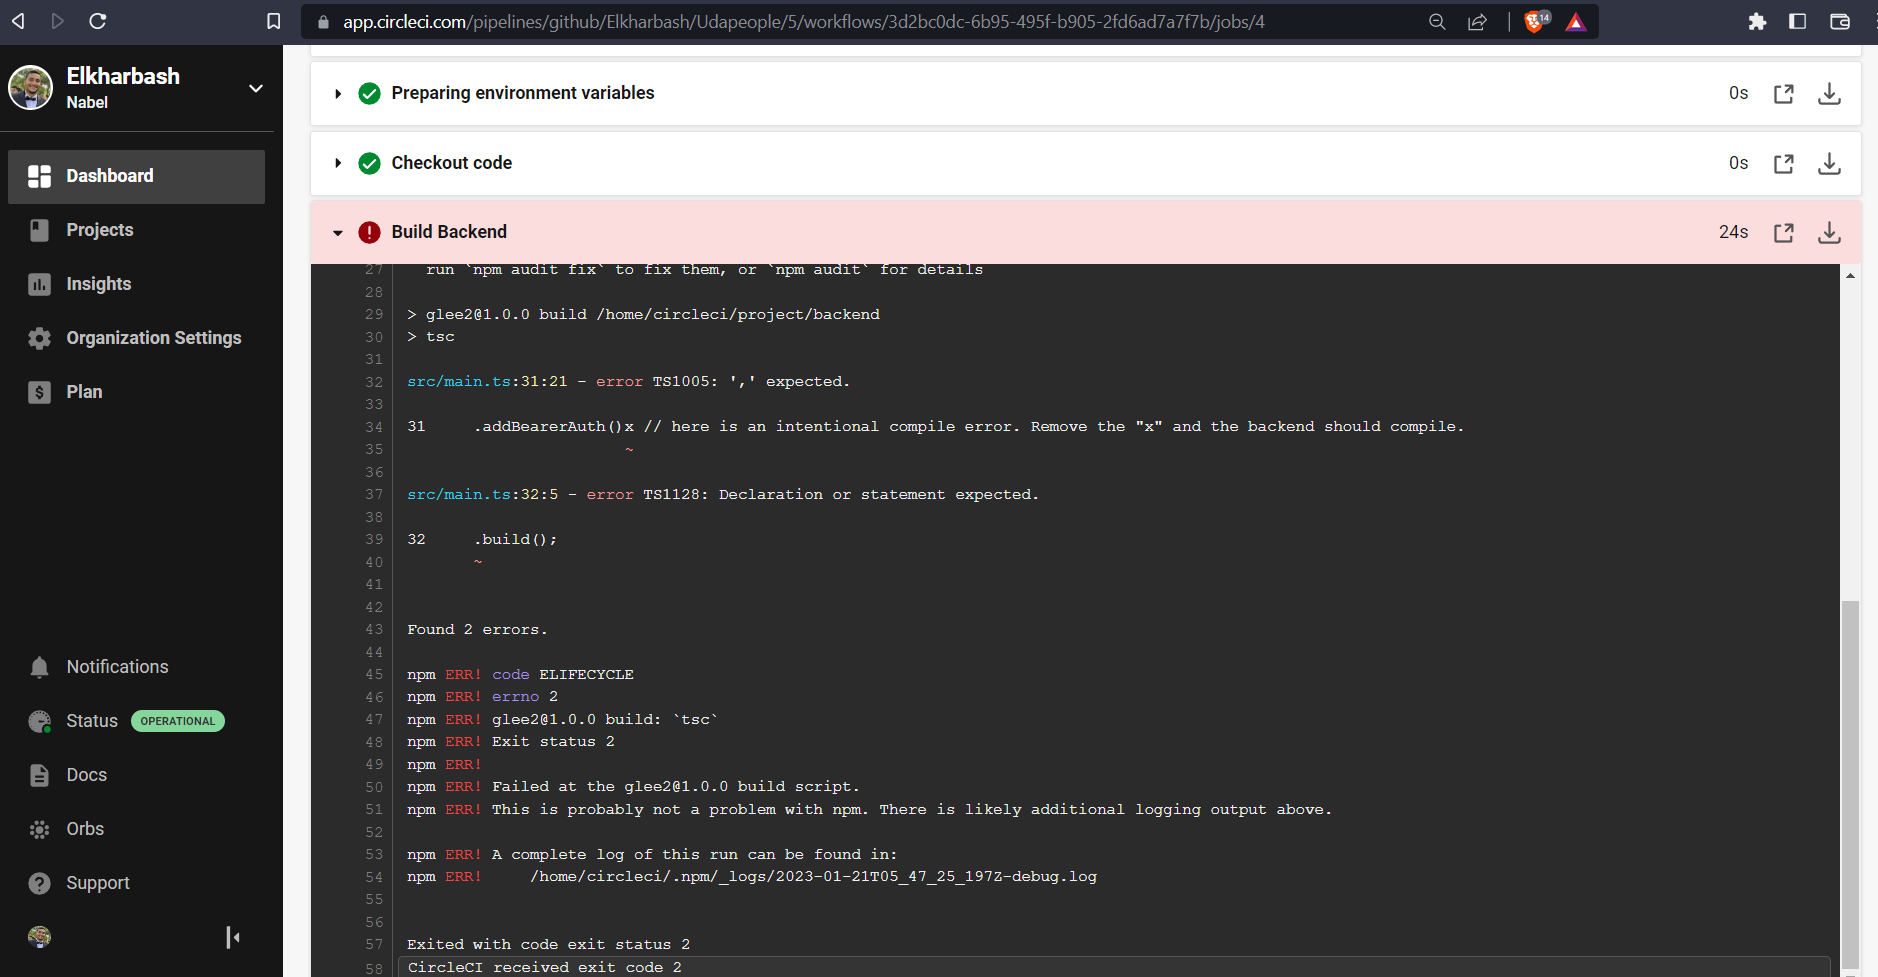 app.circleci.com/pipelines/github/Elkharbash/Udapeople/5/workflows/3d2bc0dc-6b95-495f-b905-2fd6ad7a7f7b/jobs/4
14
Elkharbash
Nabel
Dashboard
Projects
Insights
Organization Settings
Plan
Notifications
Status OPERATIONAL
Docs
Orbs
Support
Preparing environment variables 0s
Checkout code 0s
Build Backend 24s
27 run `npm audit fix` to fix them, or `npm audit` for details
28
29 > glee2@1.0.0 build /home/circleci/project/backend
30 > tsc
31
32 src/main.ts:31:21 - error TS1005: ',' expected.
33
34 31     .addBearerAuth()x // here is an intentional compile error. Remove the "x" and the backend should compile.
35                        ~
36
37 src/main.ts:32:5 - error TS1128: Declaration or statement expected.
38
39 32     .build();
40        ~
41
42
43 Found 2 errors.
44
45 npm ERR! code ELIFECYCLE
46 npm ERR! errno 2
47 npm ERR! glee2@1.0.0 build: `tsc`
48 npm ERR! Exit status 2
49 npm ERR!
50 npm ERR! Failed at the glee2@1.0.0 build script.
51 npm ERR! This is probably not a problem with npm. There is likely additional logging output above.
52
53 npm ERR! A complete log of this run can be found in:
54 npm ERR!     /home/circleci/.npm/_logs/2023-01-21T05_47_25_197Z-debug.log
55
56
57 Exited with code exit status 2
58 CircleCI received exit code 2